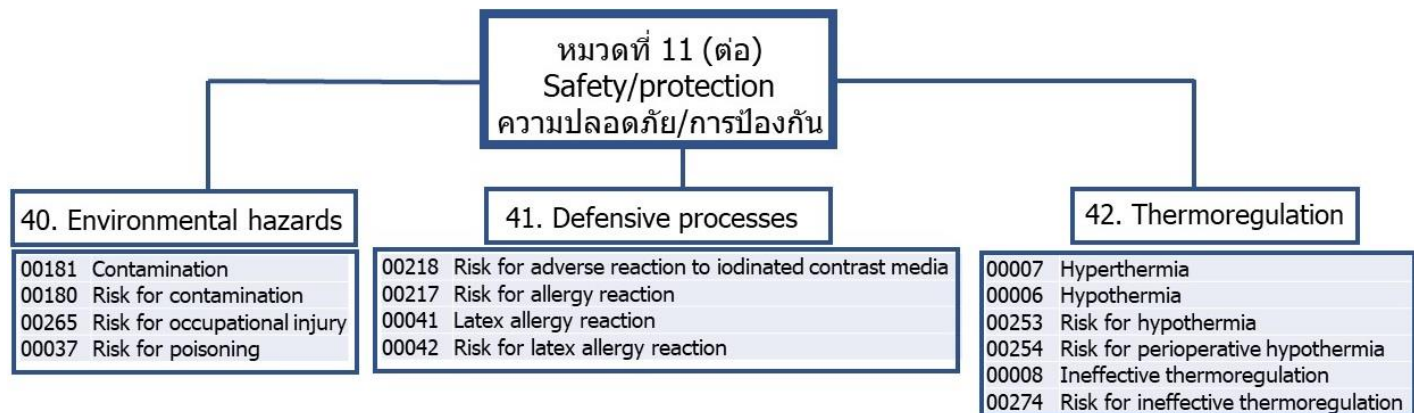 หมวดที่ 11 (ต่อ)
Safety/protection
ความปลอดภัย/การป้องกัน
40. Environmental hazards
00181 Contamination
00180 Risk for contamination
00265 Risk for occupational injury
00037 Risk for poisoning
41. Defensive processes
00218 Risk for adverse reaction to iodinated contrast media
00217 Risk for allergy reaction
00041 Latex allergy reaction
00042 Risk for latex allergy reaction
42. Thermoregulation
00007 Hyperthermia
00006 Hypothermia
00253 Risk for hypothermia
00254 Risk for perioperative hypothermia
00008 Ineffective thermoregulation
00274 Risk for ineffective thermoregulation